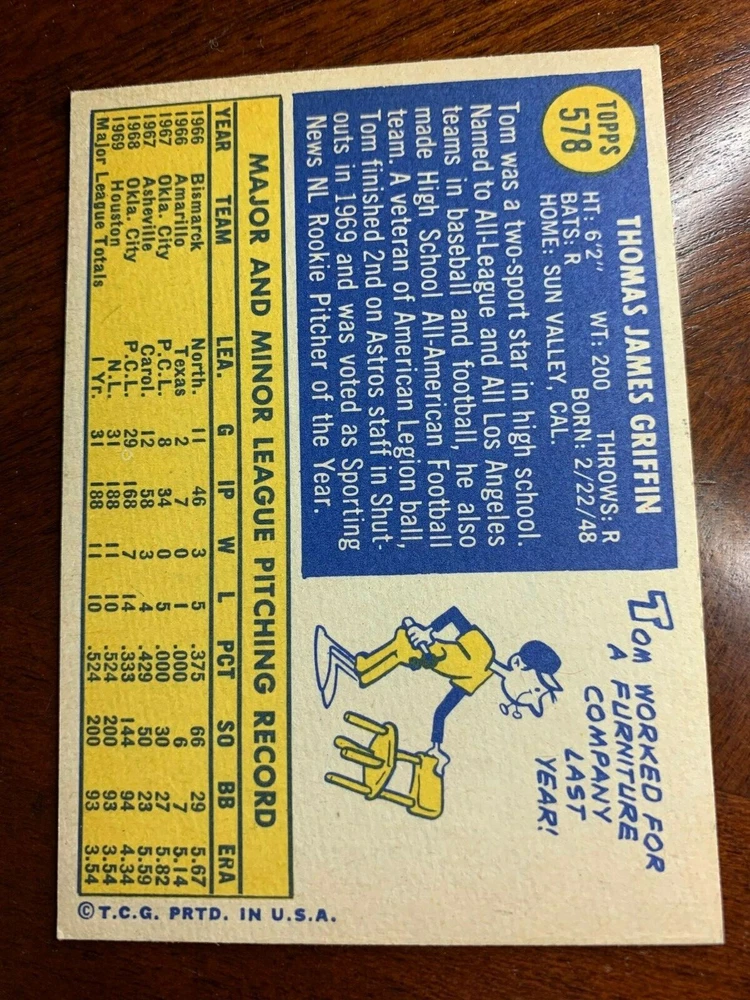 TOPPS
578
THOMAS JAMES GRIFFIN
HT: 6'2" WT: 200 THROWS: R
BATS: R BORN: 2/22/48
HOME: SUN VALLEY, CAL.
Tom was a two-sport star in high school.
Named to All-League and All Los Angeles
teams in baseball and football, he also
made High School All-American Football
team. A veteran of American Legion ball,
Tom finished 2nd on Astros staff in Shut-
outs in 1969 and was voted as Sporting
News NL Rookie Pitcher of the Year.
TOM WORKED FOR
A FURNITURE
COMPANY
LAST
YEAR!
MAJOR AND MINOR LEAGUE PITCHING RECORD
YEAR TEAM LEA. G IP W L PCT SO BB ERA
1966 Bismarck North. 11 46 3 5 .375 66 29 5.67
1966 Amarillo Texas 2 7 0 1 .000 6 7 5.14
1967 Okla. City P.C.L. 8 34 0 5 .000 30 27 5.82
1967 Asheville Carol. 12 58 3 4 .429 50 23 5.59
1968 Okla. City P.C.L. 29 168 7 14 .333 144 94 4.34
1969 Houston N.L. 31 188 11 10 .524 200 93 3.54
Major League Totals 1 Yr. 31 188 11 10 .524 200 93 3.54
© T.C.G. PRTD. IN U.S.A.